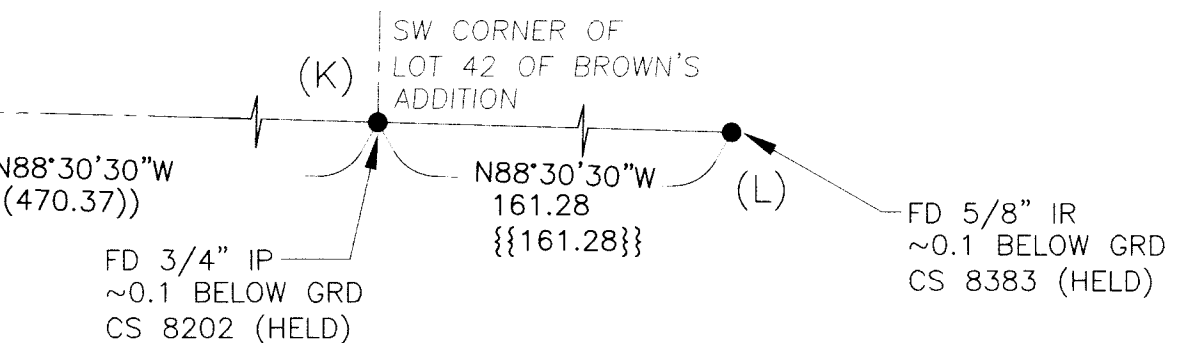 SW CORNER OF
LOT 42 OF BROWN'S
ADDITION
(K)
N88°30'30"W
(470.37))
N88°30'30"W
161.28
{{161.28}}
(L)
FD 3/4" IP
~0.1 BELOW GRD
CS 8202 (HELD)
FD 5/8" IR
~0.1 BELOW GRD
CS 8383 (HELD)